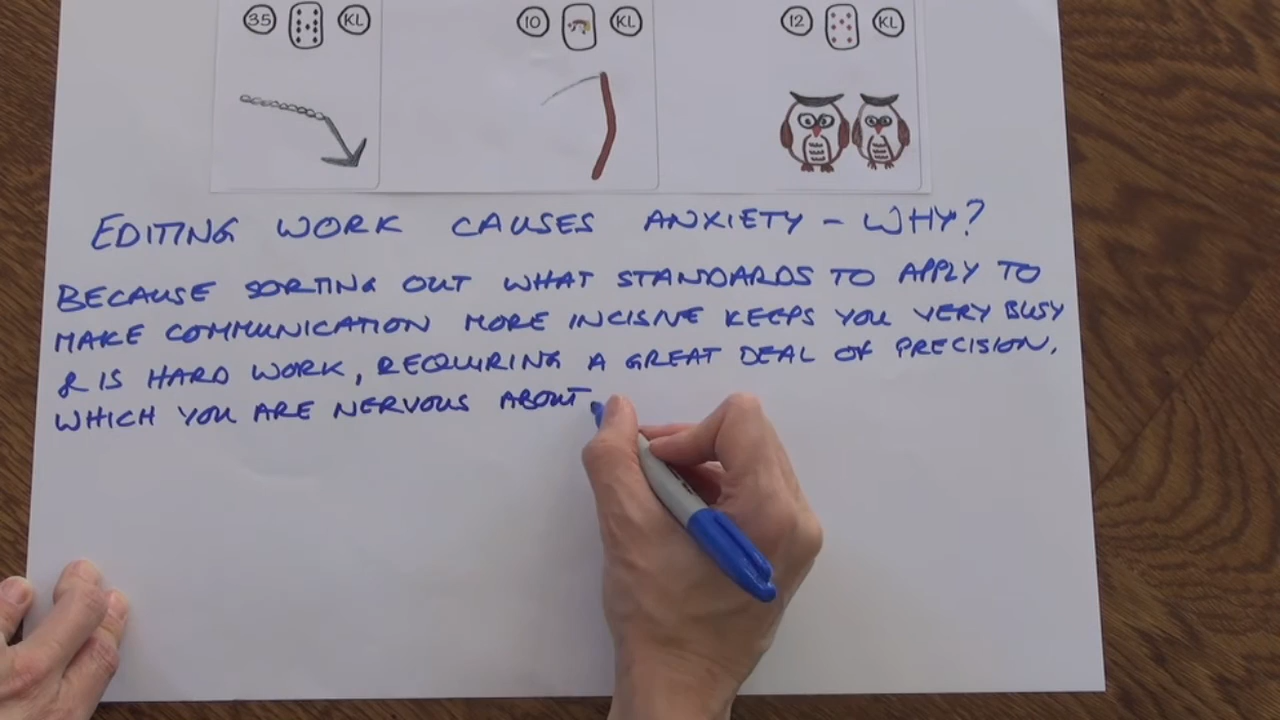 35 KL 10 KL 12 KL
EDITING WORK CAUSES ANXIETY - WHY?
BECAUSE SORTING OUT WHAT STANDARDS TO APPLY TO
MAKE COMMUNICATION MORE INCISIVE KEEPS YOU VERY BUSY
& IS HARD WORK, REQUIRING A GREAT DEAL OF PRECISION,
WHICH YOU ARE NERVOUS ABOUT.